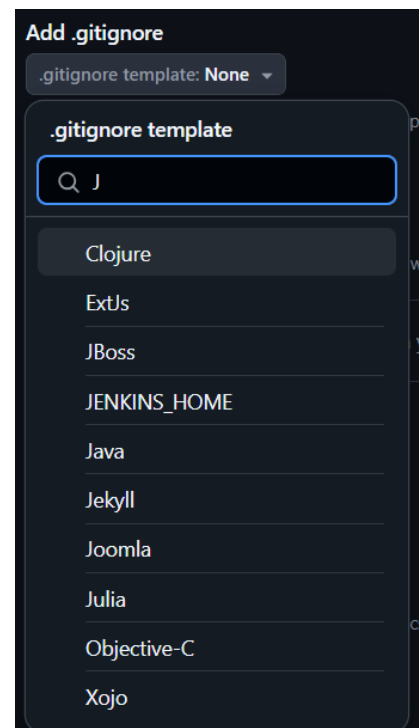 Add .gitignore
.gitignore template: None
.gitignore template
J
Clojure
ExtJs
JBoss
JENKINS_HOME
Java
Jekyll
Joomla
Julia
Objective-C
Xojo